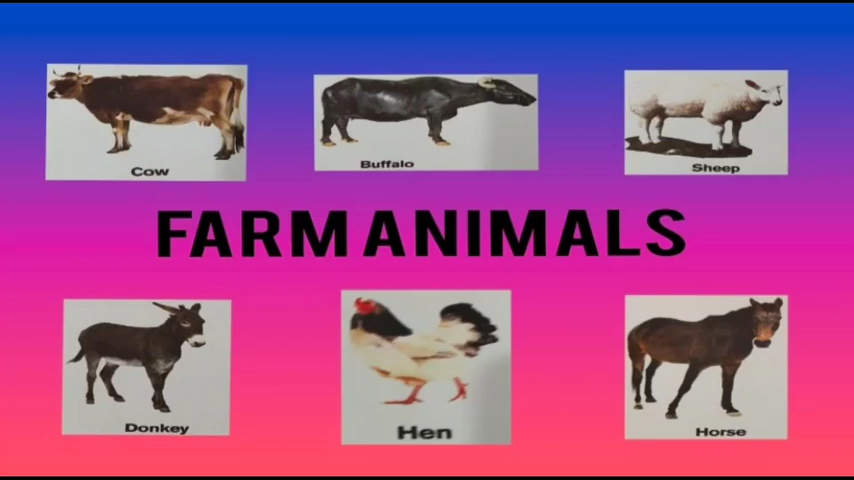 Cow
Buffalo
Sheep
FARM ANIMALS
Donkey
Hen
Horse